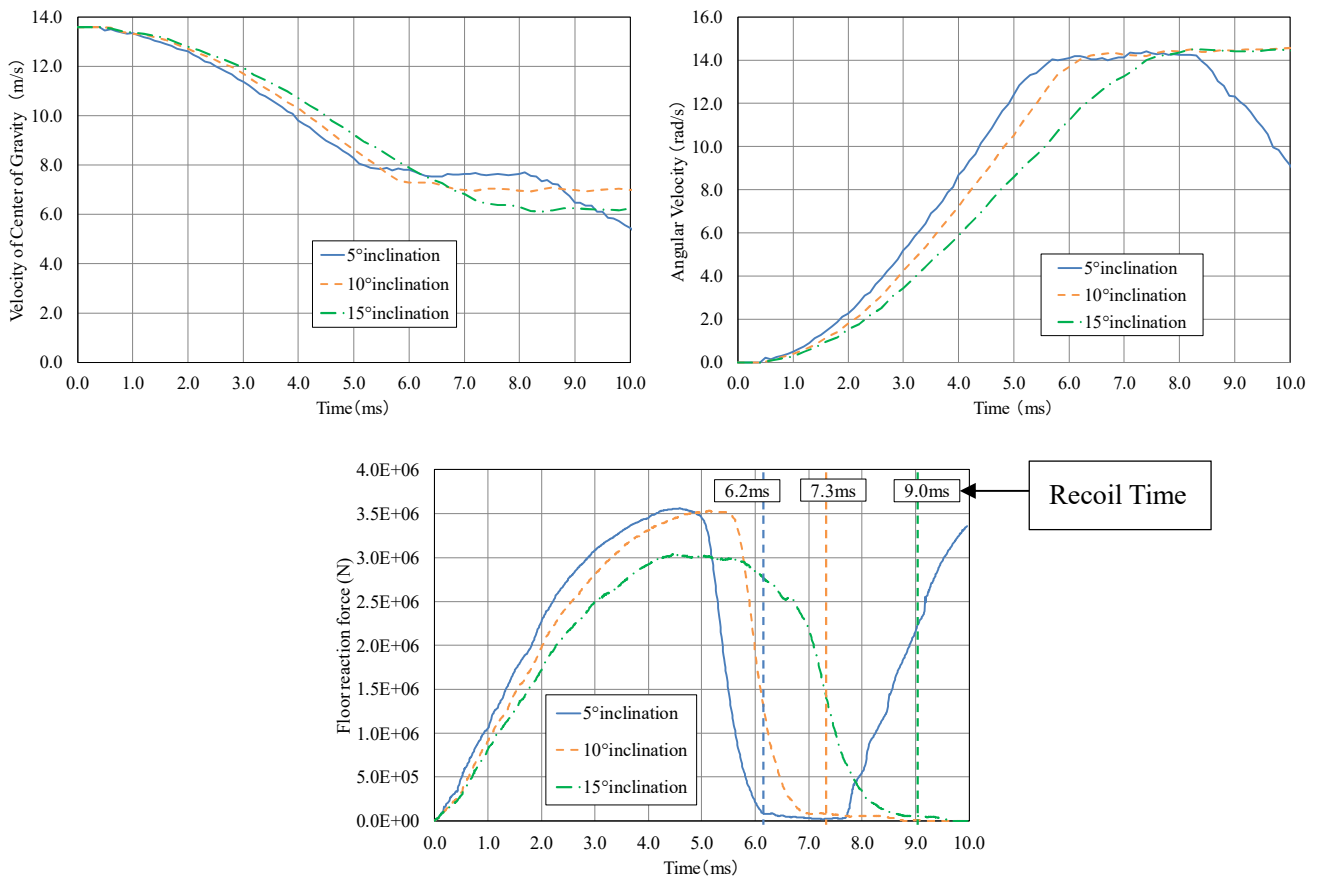 14.0
12.0
10.0
8.0
6.0
4.0
2.0
0.0
Velocity of Center of Gravity (m/s)
5°inclination
10°inclination
15°inclination
0.0 1.0 2.0 3.0 4.0 5.0 6.0 7.0 8.0 9.0 10.0
Time(ms)
16.0
14.0
12.0
10.0
8.0
6.0
4.0
2.0
0.0
Angular Velocity (rad/s)
5°inclination
10°inclination
15°inclination
0.0 1.0 2.0 3.0 4.0 5.0 6.0 7.0 8.0 9.0 10.0
Time (ms)
4.0E+06
3.5E+06
3.0E+06
2.5E+06
2.0E+06
1.5E+06
1.0E+06
5.0E+05
0.0E+00
Floor reaction force (N)
6.2ms 7.3ms 9.0ms
Recoil Time
5°inclination
10°inclination
15°inclination
0.0 1.0 2.0 3.0 4.0 5.0 6.0 7.0 8.0 9.0 10.0
Time(ms)